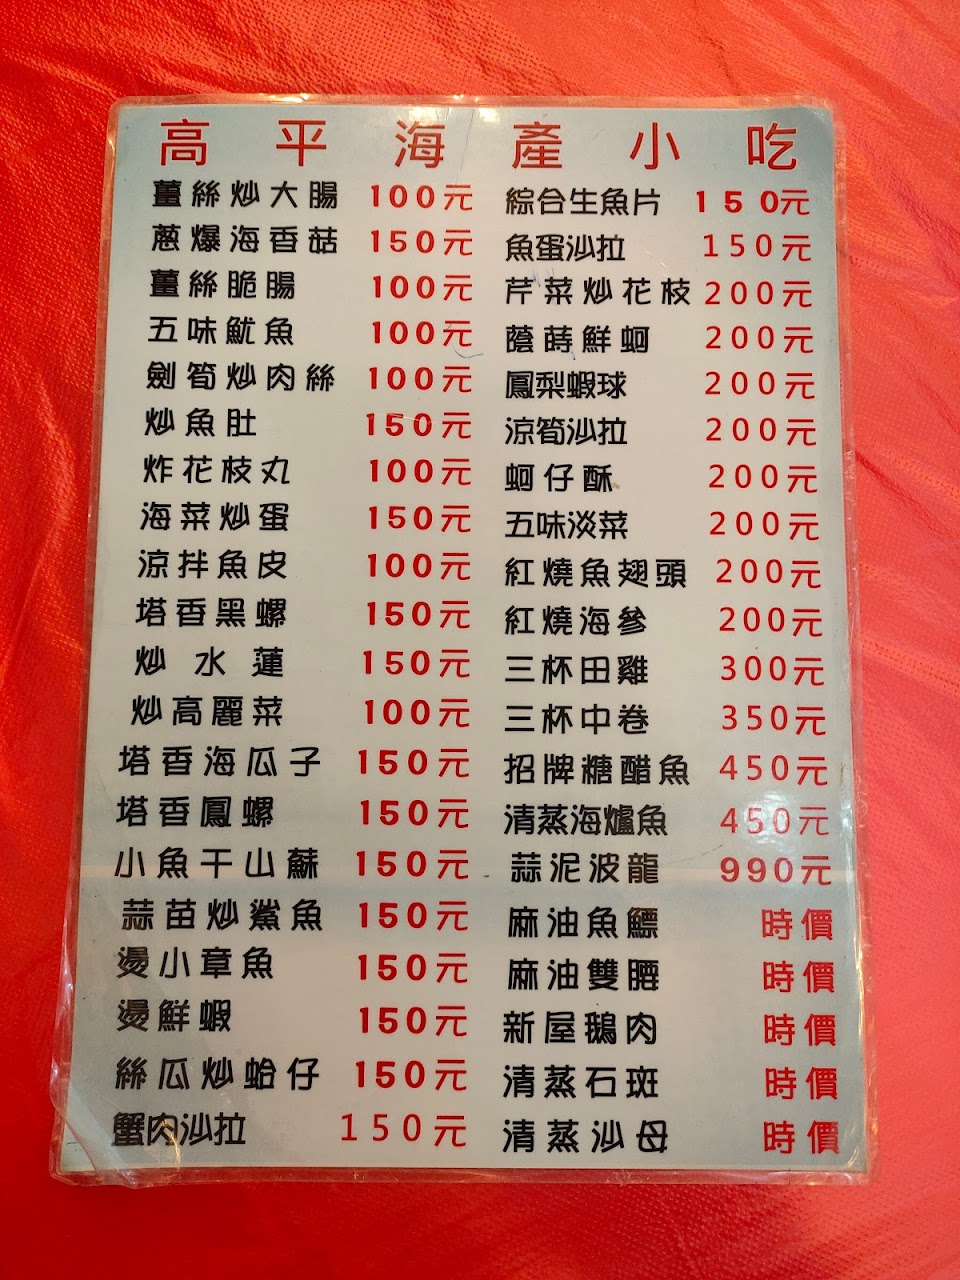 高平海產小吃
薑絲炒大腸 100元
蔥爆海香菇 150元
薑絲脆腸 100元
五味魷魚 100元
劍筍炒肉絲 100元
炒魚肚 150元
炸花枝丸 100元
海菜炒蛋 150元
涼拌魚皮 100元
塔香黑螺 150元
炒水蓮 150元
炒高麗菜 100元
塔香海瓜子 150元
塔香鳳螺 150元
小魚干山蘇 150元
蒜苗炒鯊魚 150元
燙小章魚 150元
燙鮮蝦 150元
絲瓜炒蛤仔 150元
蟹肉沙拉 150元
綜合生魚片 150元
魚蛋沙拉 150元
芹菜炒花枝 200元
蔭蒔鮮蚵 200元
鳳梨蝦球 200元
涼筍沙拉 200元
蚵仔酥 200元
五味淡菜 200元
紅燒魚翅頭 200元
紅燒海參 200元
三杯田雞 300元
三杯中卷 350元
招牌糖醋魚 450元
清蒸海爐魚 450元
蒜泥波龍 990元
麻油魚鰾 時價
麻油雙腰 時價
新屋鵝肉 時價
清蒸石斑 時價
清蒸沙母 時價